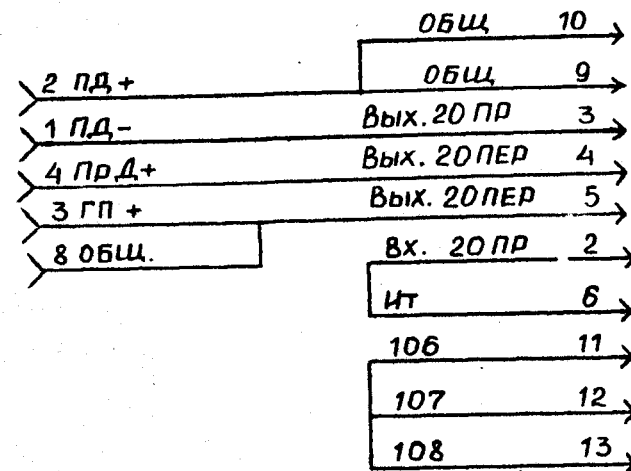 ОБЩ 10
2 ПД + ОБЩ 9
1 ПД - Вых. 20 ПР 3
4 ПрД+ Вых. 20 ПЕР 4
3 ГП + Вых. 20 ПЕР 5
8 ОБЩ. Вх. 20 ПР 2
ИТ 6
106 11
107 12
108 13